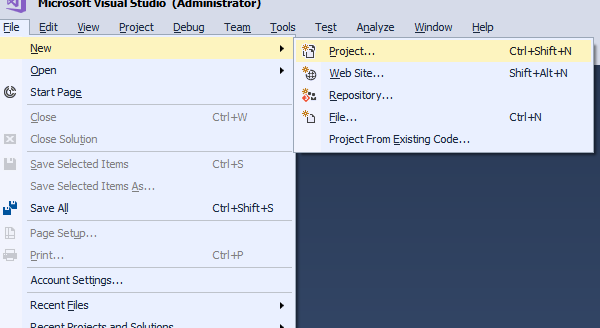 Microsoft Visual Studio (Administrator)
File Edit View Project Debug Team Tools Test Analyze Window Help
New
Project... Ctrl+Shift+N
Open
Web Site... Shift+Alt+N
Start Page
Repository...
Close Ctrl+W
File... Ctrl+N
Close Solution
Project From Existing Code...
Save Selected Items Ctrl+S
Save Selected Items As...
Save All Ctrl+Shift+S
Page Setup...
Print... Ctrl+P
Account Settings...
Recent Files
Recent Projects and Solutions